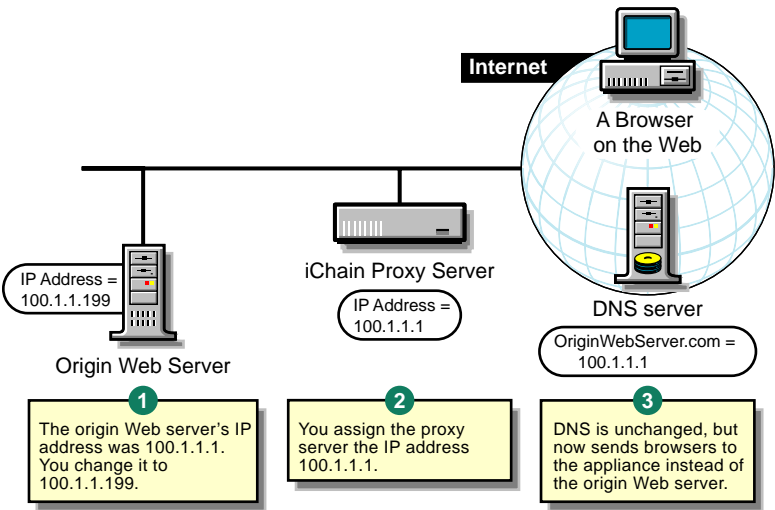 Internet
A Browser
on the Web
iChain Proxy Server
IP Address =
100.1.1.199
IP Address =
100.1.1.1
DNS server
OriginWebServer.com =
100.1.1.1
Origin Web Server
1
The origin Web server's IP
address was 100.1.1.1.
You change it to
100.1.1.199.
2
You assign the proxy
server the IP address
100.1.1.1.
3
DNS is unchanged, but
now sends browsers to
the appliance instead of
the origin Web server.